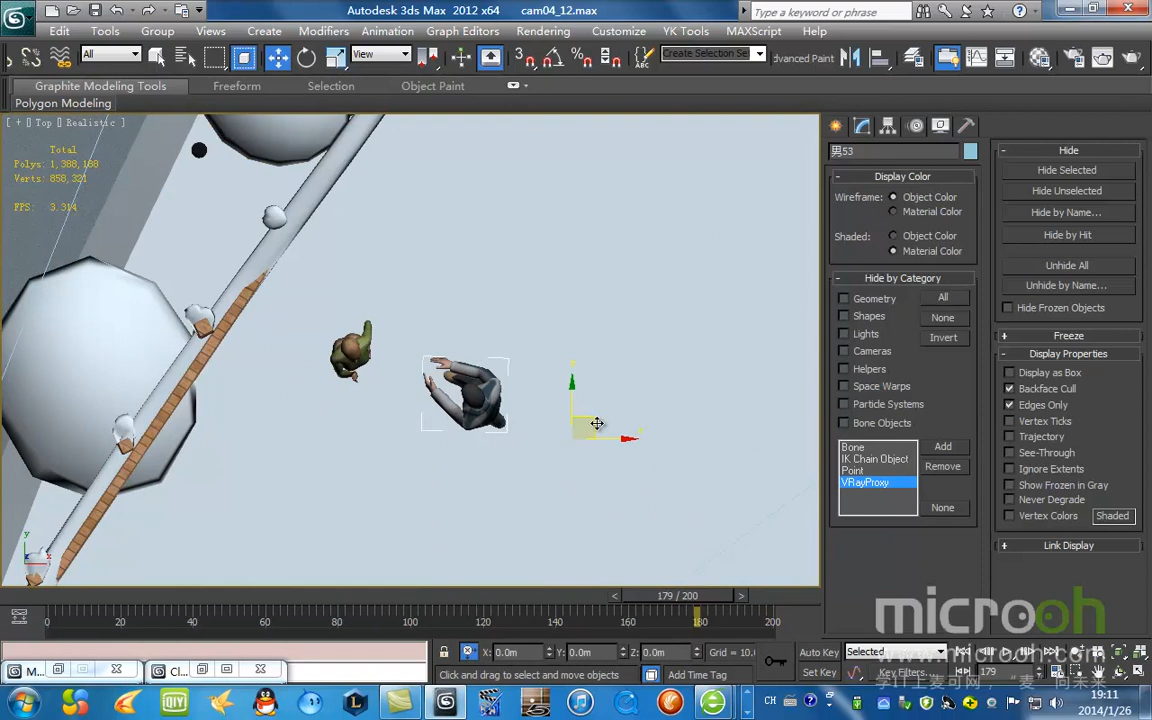 Autodesk 3ds Max 2012 x64 cam04_12.max
Type a keyword or phrase
Edit Tools Group Views Create Modifiers Animation Graph Editors Rendering Customize YK Tools MAXScript Help
All View Create Selection Se dvanced Paint
Graphite Modeling Tools Freeform Selection Object Paint
Polygon Modeling
[ + ] [ Top ] [ Realistic ]
Total
Polys: 1,388,188
Verts: 858,321
FPS: 3.314
男53
Display Color
Wireframe: Object Color
Material Color
Shaded: Object Color
Material Color
Hide by Category
Geometry All
Shapes
Lights None
Cameras Invert
Helpers
Space Warps
Particle Systems
Bone Objects
Bone Add
IK Chain Object
Point Remove
VRayProxy
None
Hide
Hide Selected
Hide Unselected
Hide by Name...
Hide by Hit
Unhide All
Unhide by Name...
Hide Frozen Objects
Freeze
Display Properties
Display as Box
Backface Cull
Edges Only
Vertex Ticks
Trajectory
See-Through
Ignore Extents
Show Frozen in Gray
Never Degrade
Vertex Colors Shaded
Link Display
179 / 200
0 20 40 60 80 100 120 140 160 180 200
microoh
www.microoh.com
X: 0.0m Y: 0.0m Z: 0.0m Grid = 10.0 Auto Key Selected
M... Cl... Click and drag to select and move objects Add Time Tag Set Key Key Filters... 179
CH 19:11
2014/1/26